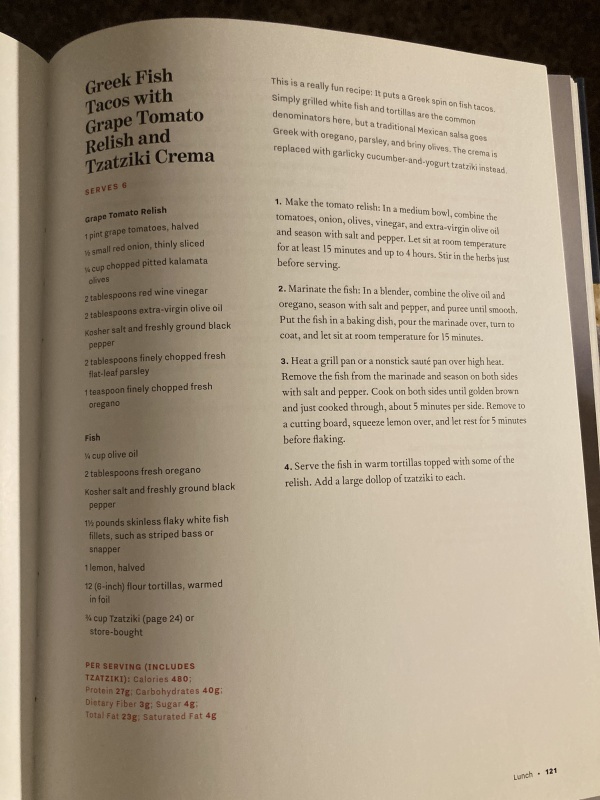 Greek Fish
Tacos with
Grape Tomato
Relish and
Tzatziki Crema
SERVES 6
Grape Tomato Relish
1 pint grape tomatoes, halved
½ small red onion, thinly sliced
¼ cup chopped pitted kalamata
olives
2 tablespoons red wine vinegar
2 tablespoons extra-virgin olive oil
Kosher salt and freshly ground black
pepper
2 tablespoons finely chopped fresh
flat-leaf parsley
1 teaspoon finely chopped fresh
oregano
Fish
¼ cup olive oil
2 tablespoons fresh oregano
Kosher salt and freshly ground black
pepper
1½ pounds skinless flaky white fish
fillets, such as striped bass or
snapper
1 lemon, halved
12 (6-inch) flour tortillas, warmed
in foil
¾ cup Tzatziki (page 24) or
store-bought
PER SERVING (INCLUDES
TZATZIKI): Calories 480;
Protein 27g; Carbohydrates 40g;
Dietary Fiber 3g; Sugar 4g;
Total Fat 23g; Saturated Fat 4g
This is a really fun recipe: It puts a Greek spin on fish tacos.
Simply grilled white fish and tortillas are the common
denominators here, but a traditional Mexican salsa goes
Greek with oregano, parsley, and briny olives. The crema is
replaced with garlicky cucumber-and-yogurt tzatziki instead.
1. Make the tomato relish: In a medium bowl, combine the
tomatoes, onion, olives, vinegar, and extra-virgin olive oil
and season with salt and pepper. Let sit at room temperature
for at least 15 minutes and up to 4 hours. Stir in the herbs just
before serving.
2. Marinate the fish: In a blender, combine the olive oil and
oregano, season with salt and pepper, and puree until smooth.
Put the fish in a baking dish, pour the marinade over, turn to
coat, and let sit at room temperature for 15 minutes.
3. Heat a grill pan or a nonstick sauté pan over high heat.
Remove the fish from the marinade and season on both sides
with salt and pepper. Cook on both sides until golden brown
and just cooked through, about 5 minutes per side. Remove to
a cutting board, squeeze lemon over, and let rest for 5 minutes
before flaking.
4. Serve the fish in warm tortillas topped with some of the
relish. Add a large dollop of tzatziki to each.
Lunch • 121